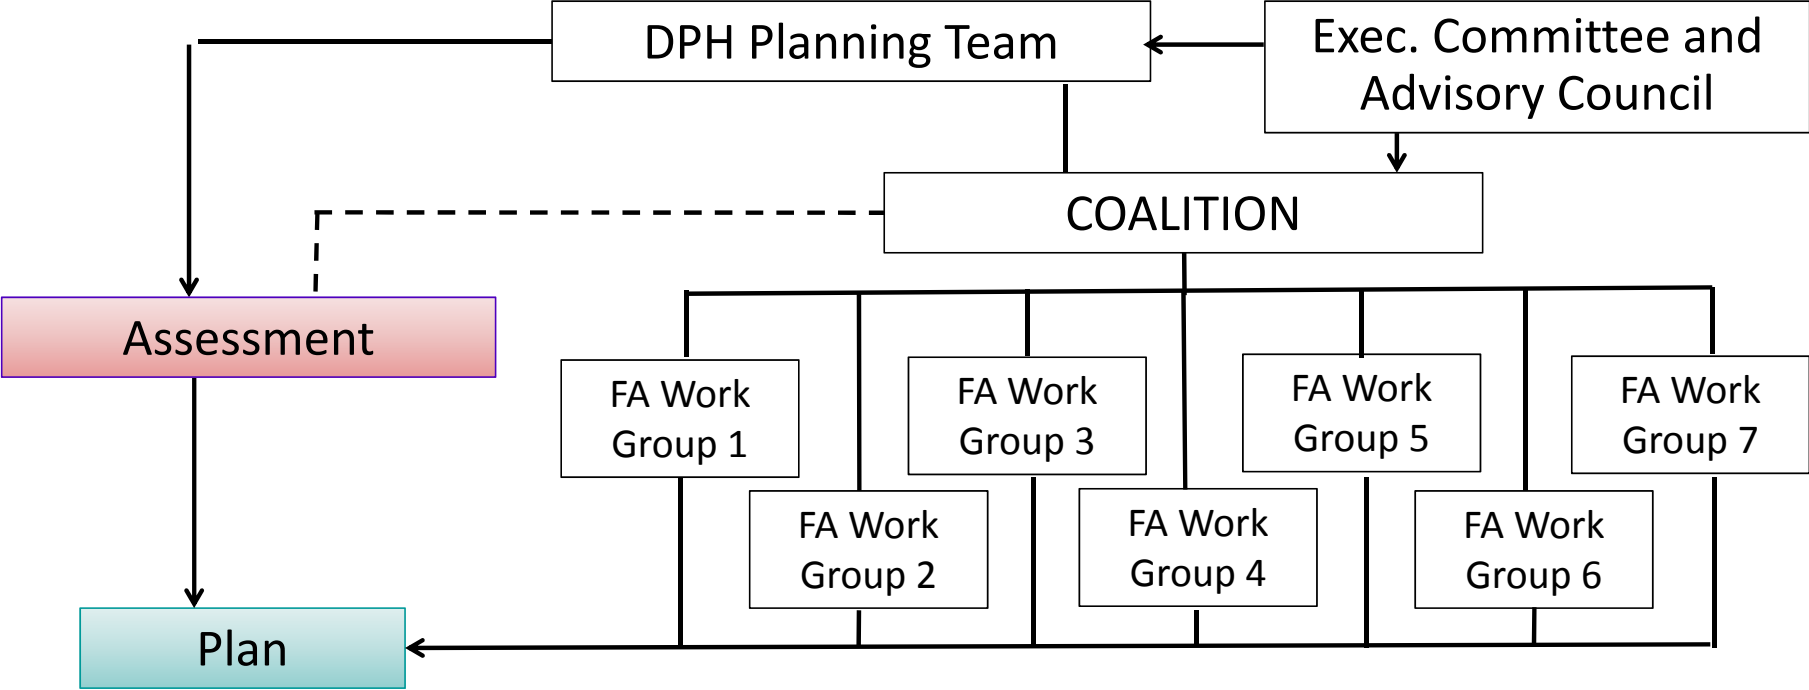 DPH Planning Team
Exec. Committee and
Advisory Council
COALITION
Assessment
FA Work
Group 1
FA Work
Group 3
FA Work
Group 5
FA Work
Group 7
FA Work
Group 2
FA Work
Group 4
FA Work
Group 6
Plan